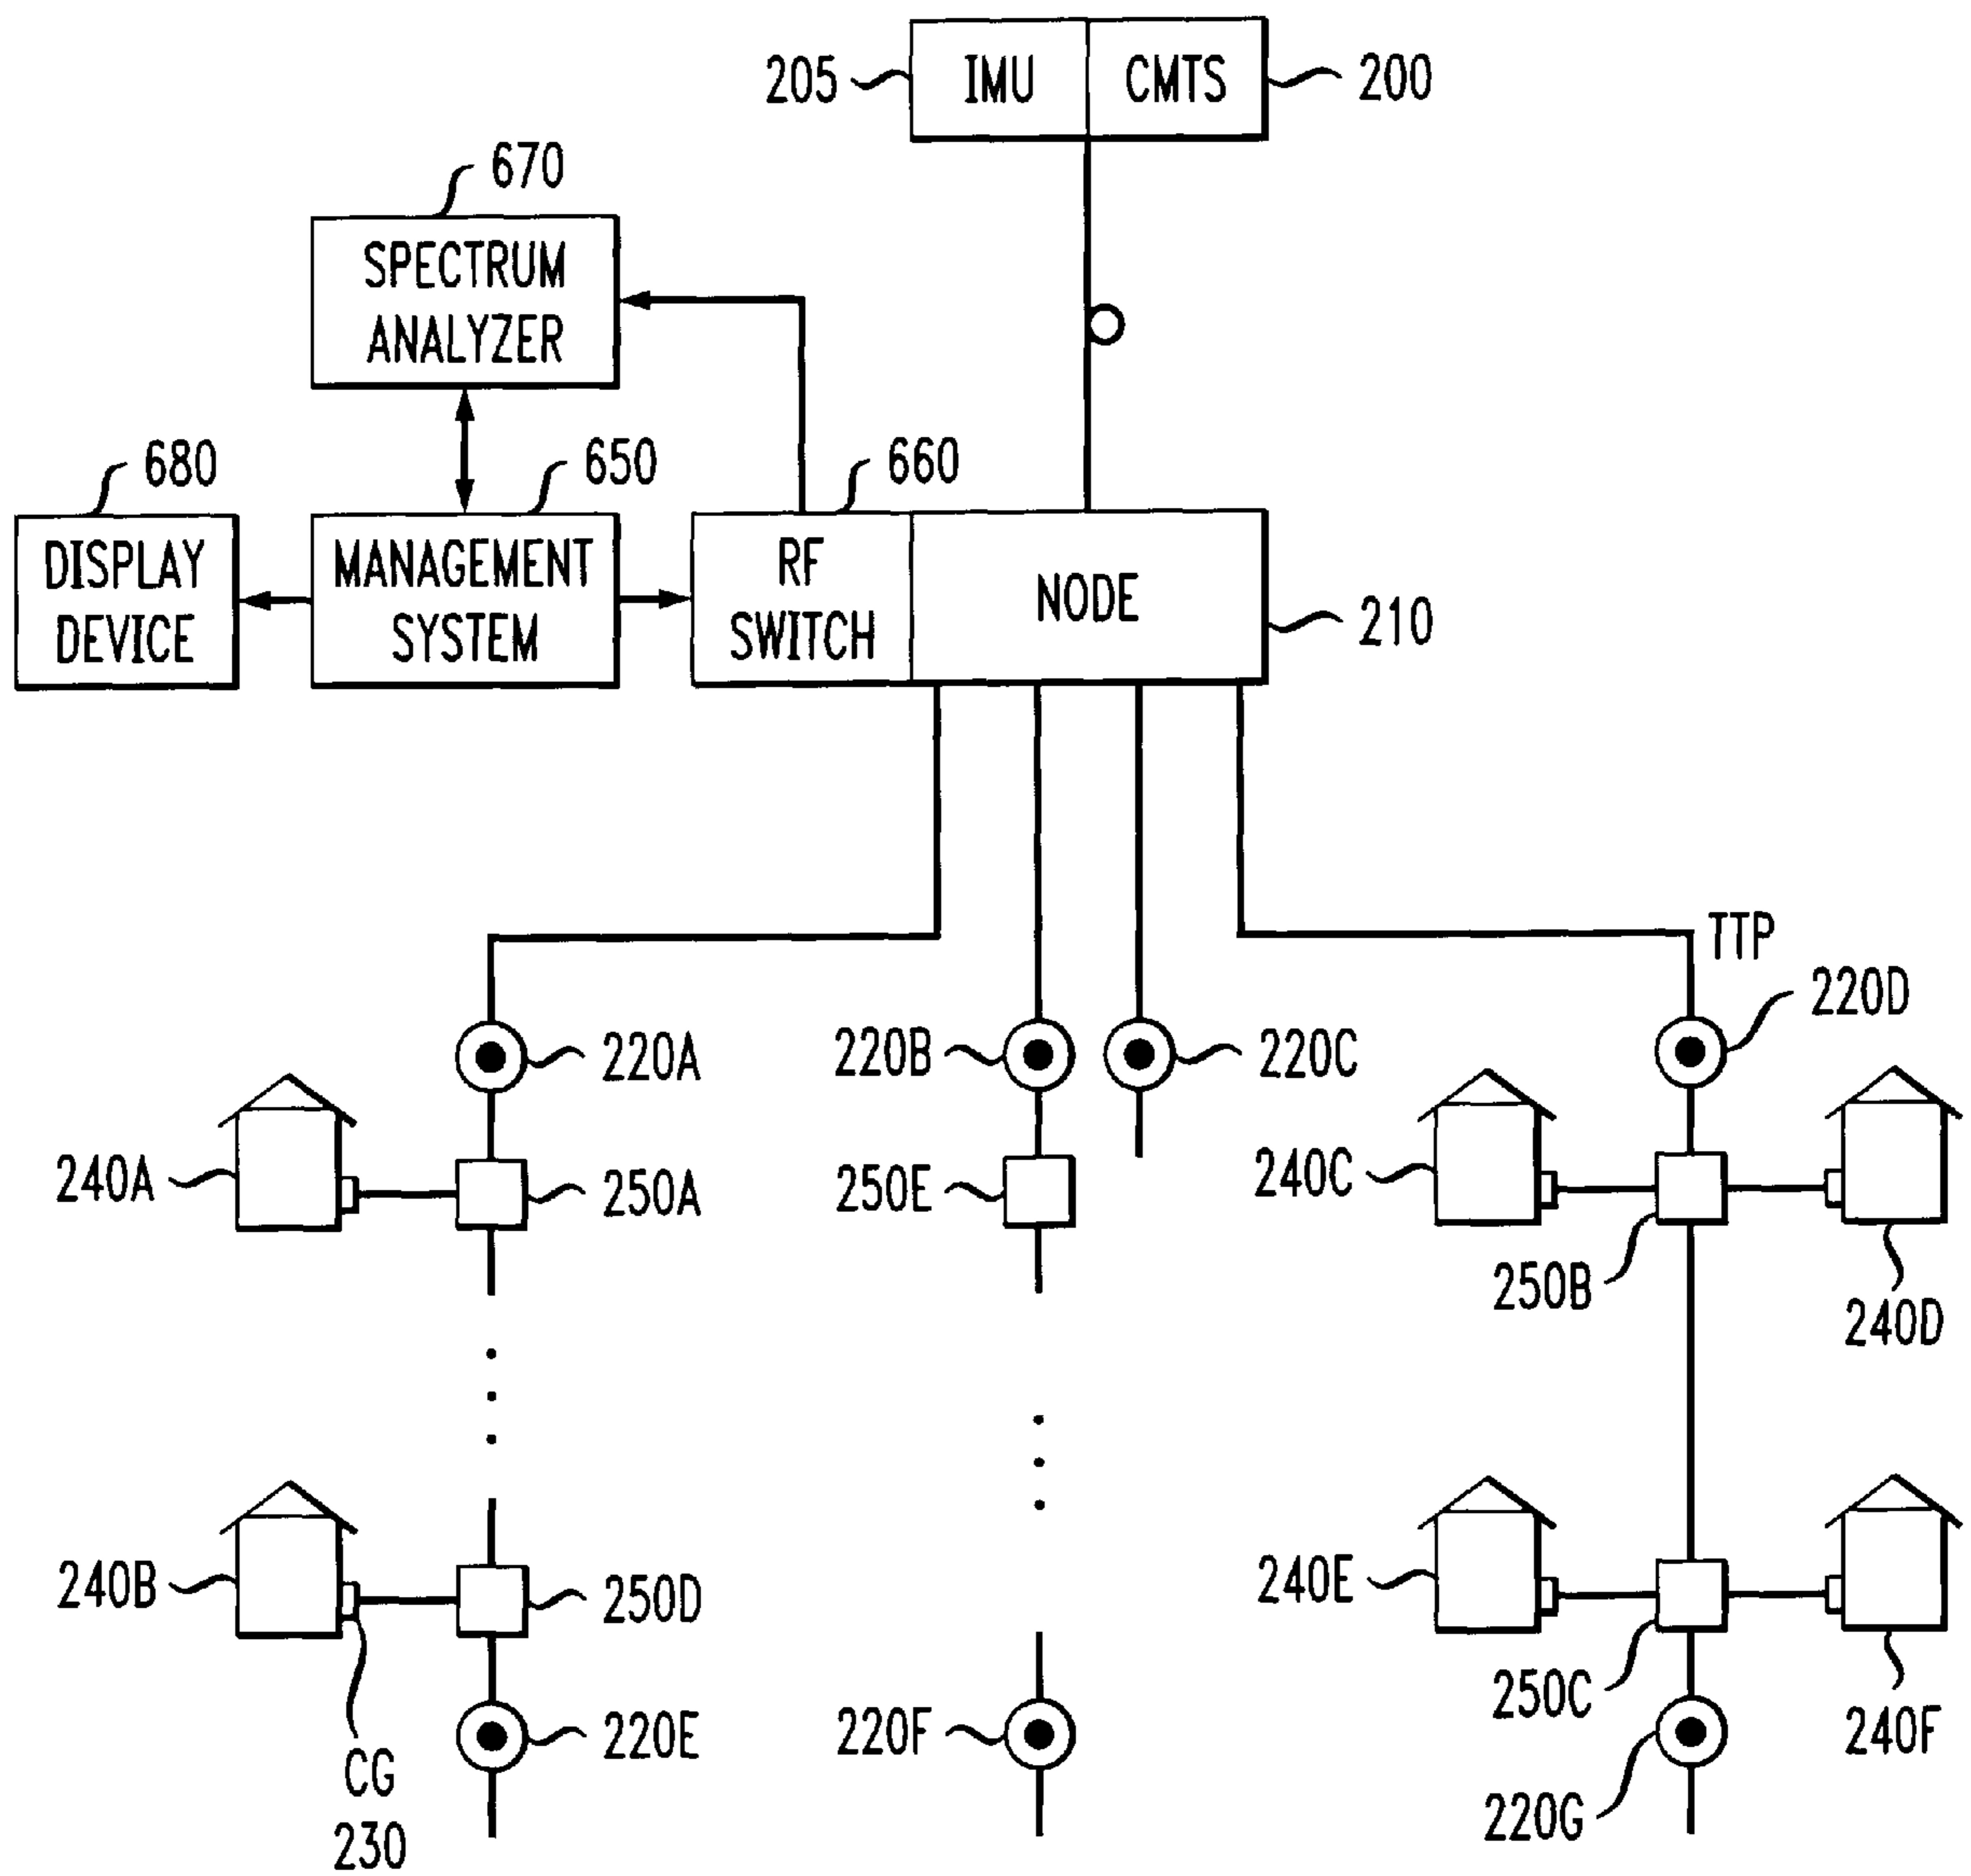 205
IMU
CMTS
200
670
SPECTRUM
ANALYZER
680
650
660
DISPLAY
DEVICE
MANAGEMENT
SYSTEM
RF
SWITCH
NODE
210
TTP
220D
220A
220B
220C
240A
250A
250E
240C
250B
240D
240B
250D
240E
250C
240F
CG
230
220E
220F
220G